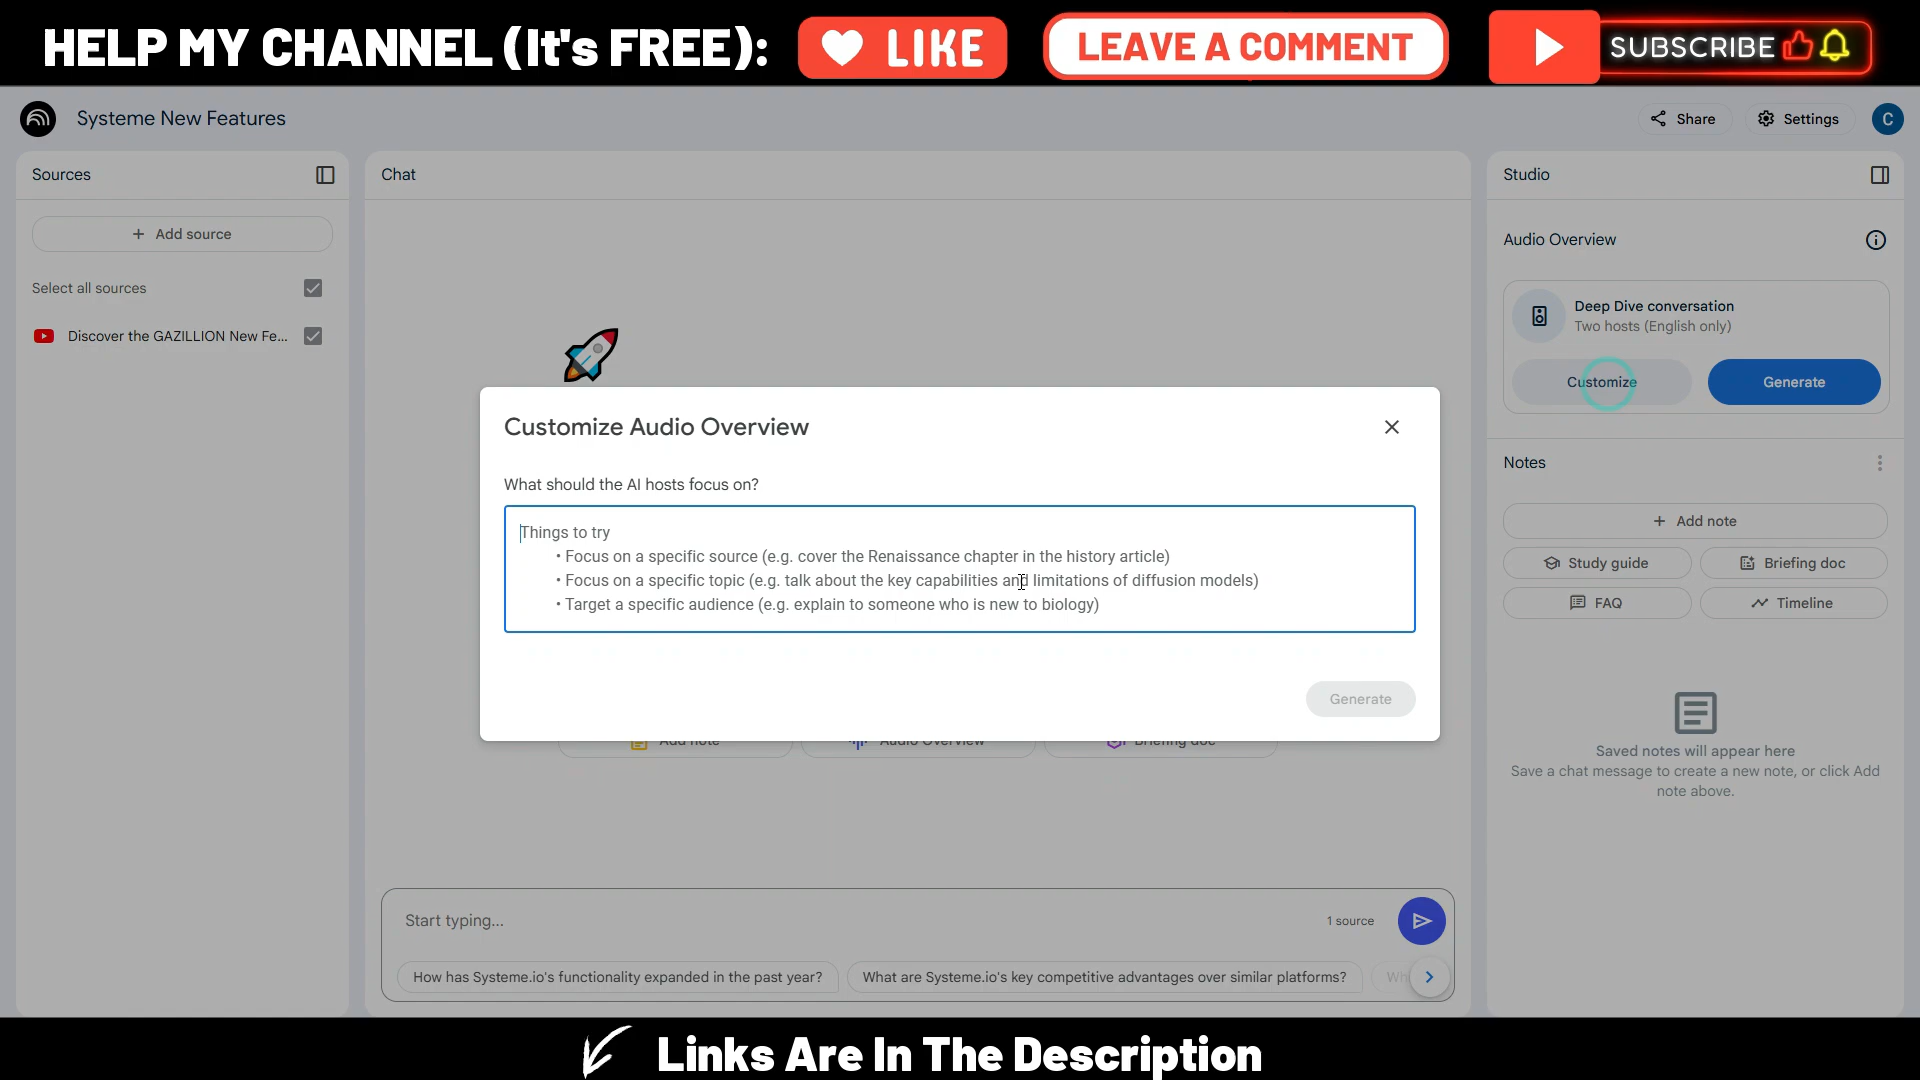 HELP MY CHANNEL (It's FREE):
LIKE
LEAVE A COMMENT
SUBSCRIBE
Systeme New Features
Share
Settings
C
Sources
Chat
Studio
+ Add source
Select all sources
Discover the GAZILLION New Fe...
Audio Overview
Deep Dive conversation
Two hosts (English only)
Customize
Generate
Customize Audio Overview
What should the AI hosts focus on?
Things to try
• Focus on a specific source (e.g. cover the Renaissance chapter in the history article)
• Focus on a specific topic (e.g. talk about the key capabilities and limitations of diffusion models)
• Target a specific audience (e.g. explain to someone who is new to biology)
Generate
Add note
Audio Overview
Briefing doc
Notes
+ Add note
Study guide
Briefing doc
FAQ
Timeline
Saved notes will appear here
Save a chat message to create a new note, or click Add
note above.
Start typing...
1 source
How has Systeme.io's functionality expanded in the past year?
What are Systeme.io's key competitive advantages over similar platforms?
Links Are In The Description